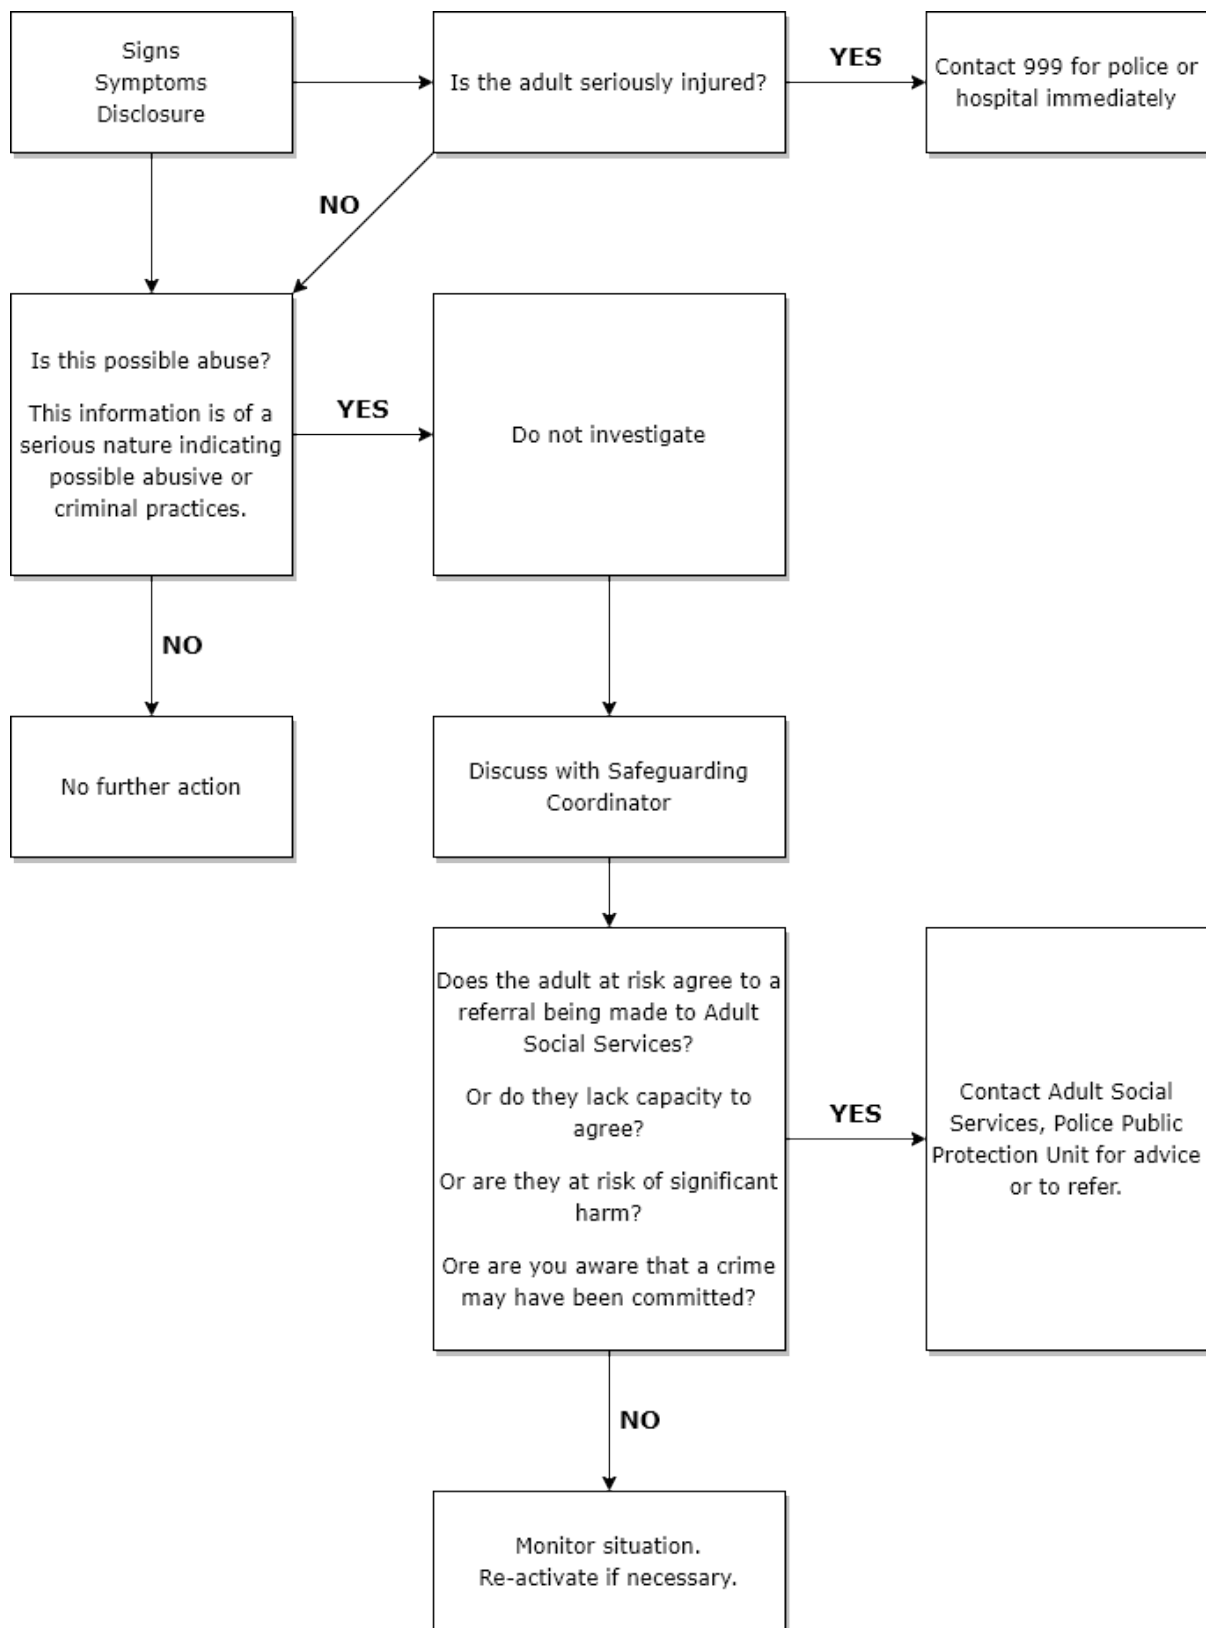 Signs
Symptoms
Disclosure
Is the adult seriously injured?
YES
Contact 999 for police or
hospital immediately
NO
Is this possible abuse?
This information is of a
serious nature indicating
possible abusive or
criminal practices.
YES
Do not investigate
NO
No further action
Discuss with Safeguarding
Coordinator
Does the adult at risk agree to a
referral being made to Adult
Social Services?
Or do they lack capacity to
agree?
Or are they at risk of significant
harm?
Ore are you aware that a crime
may have been committed?
YES
Contact Adult Social
Services, Police Public
Protection Unit for advice
or to refer.
NO
Monitor situation.
Re-activate if necessary.